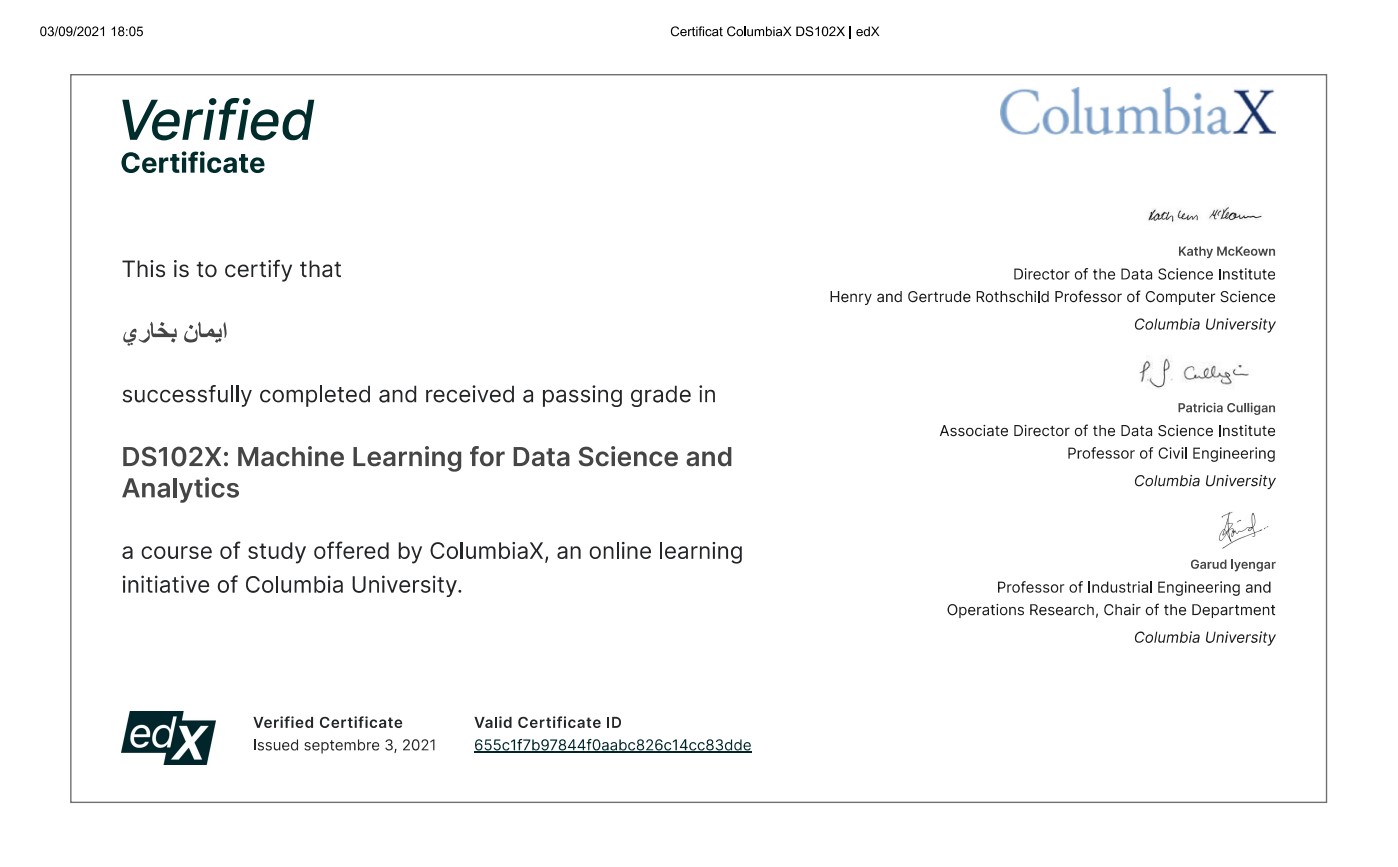 03/09/2021 18:05
Certificat ColumbiaX DS102X | edX
Verified
Certificate
ColumbiaX
This is to certify that
ايمان بخاري
successfully completed and received a passing grade in
DS102X: Machine Learning for Data Science and
Analytics
a course of study offered by ColumbiaX, an online learning
initiative of Columbia University.
Kathleen McKeown
Kathy McKeown
Director of the Data Science Institute
Henry and Gertrude Rothschild Professor of Computer Science
Columbia University
P.J. Culligan
Patricia Culligan
Associate Director of the Data Science Institute
Professor of Civil Engineering
Columbia University
Garud Iyengar
Professor of Industrial Engineering and
Operations Research, Chair of the Department
Columbia University
edX
Verified Certificate
Issued septembre 3, 2021
Valid Certificate ID
655c1f7b97844f0aabc826c14cc83dde